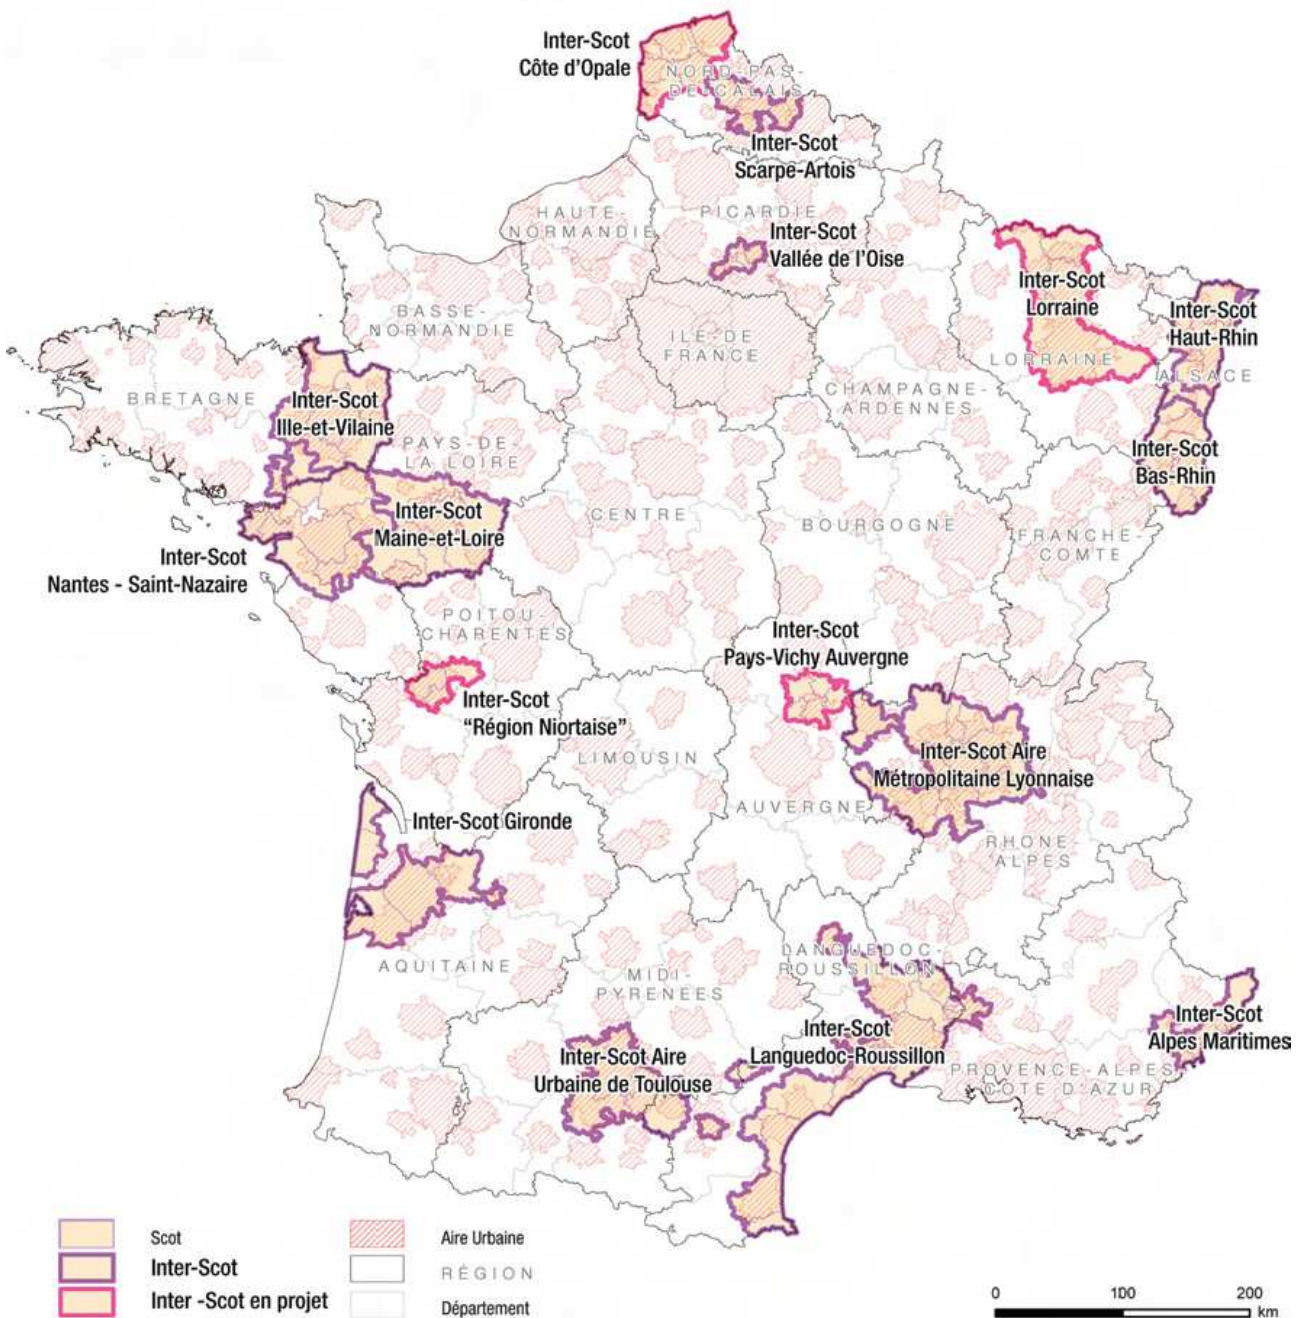 Inter-Scot
Côte d'Opale
NORD-PAS-
DE-CALAIS
Inter-Scot
Scarpe-Artois
HAUTE-
NORMANDIE
PICARDIE
Inter-Scot
Vallée de l'Oise
Inter-Scot
Lorraine
Inter-Scot
Haut-Rhin
BASSE-
NORMANDIE
ILE-DE
FRANCE
LORRAINE
ALSACE
CHAMPAGNE-
ARDENNES
BRETAGNE
Inter-Scot
Ille-et-Vilaine
PAYS-DE-
LA LOIRE
Inter-Scot
Bas-Rhin
Inter-Scot
Maine-et-Loire
CENTRE
BOURGOGNE
FRANCHE-
COMTE
Inter-Scot
Nantes - Saint-Nazaire
POITOU-
CHARENTES
Inter-Scot
Pays-Vichy Auvergne
Inter-Scot
"Région Niortaise"
LIMOUSIN
Inter-Scot Aire
Métropolitaine Lyonnaise
AUVERGNE
Inter-Scot Gironde
RHONE-
ALPES
AQUITAINE
MIDI-
PYRENEES
LANGUEDOC-
ROUSSILLON
Inter-Scot
Alpes Maritimes
Inter-Scot
Languedoc-Roussillon
Inter-Scot Aire
Urbaine de Toulouse
PROVENCE-ALPES
COTE D'AZUR
Scot
Inter-Scot
Inter -Scot en projet
Aire Urbaine
RÉGION
Département
0 100 200
km